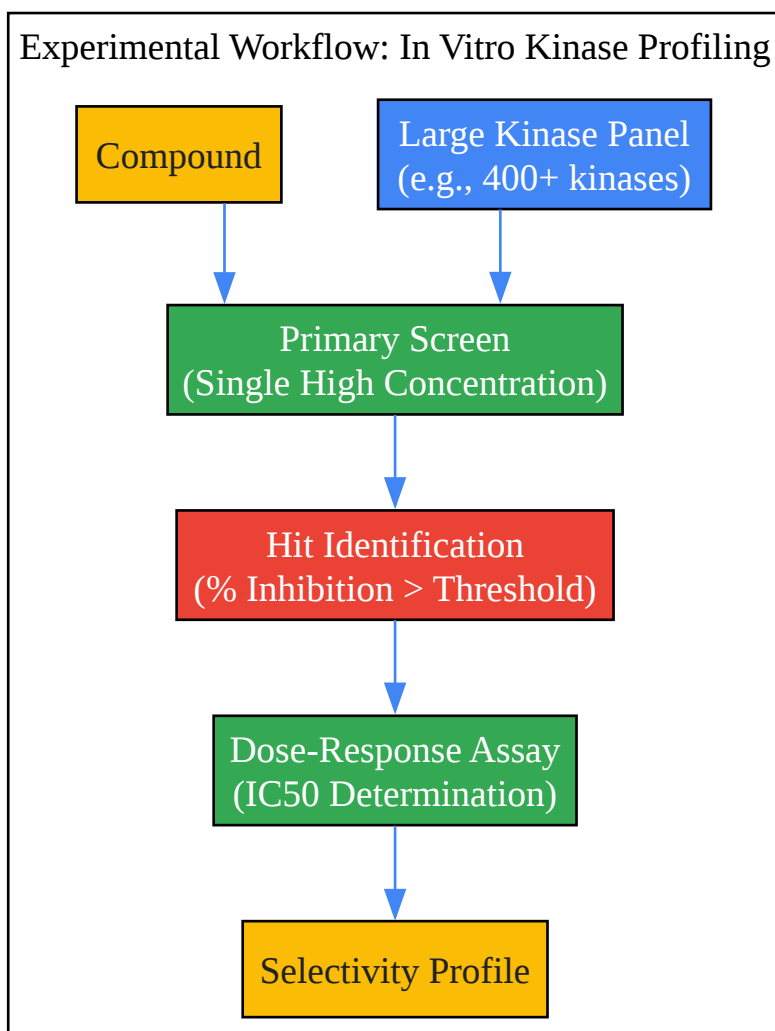 Experimental Workflow: In Vitro Kinase Profiling
Compound
Large Kinase Panel
(e.g., 400+ kinases)
Primary Screen
(Single High Concentration)
Hit Identification
(% Inhibition > Threshold)
Dose-Response Assay
(IC50 Determination)
Selectivity Profile